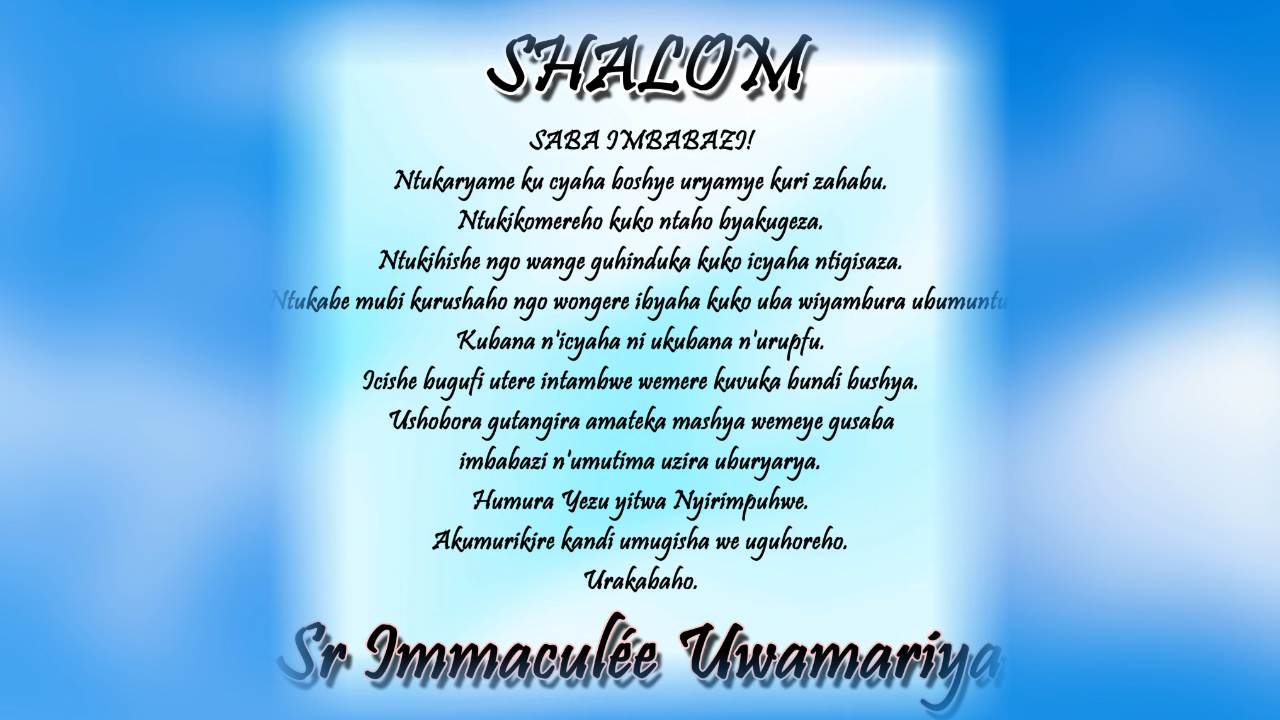 SHALOM
SABA IMBABAZI!
Ntukaryame ku cyaha boshye uryamye kuri zahabu.
Ntukikomereho kuko ntaho byakugeza.
Ntukihishe ngo wange guhinduka kuko icyaha ntigisaza.
Ntukabe mubi kurushaho ngo wongere ibyaha kuko uba wiyambura ubumuntu
Kubana n'icyaha ni ukubana n'urupfu.
Icishe bugufi utere intambwe wemere kuvuka bundi bushya.
Ushobora gutangira amateka mashya wemeye gusaba
imbabazi n'umutima uzira uburyarya.
Humura Yezu yitwa Nyirimpuhwe.
Akumurikire kandi umugisha we uguhoreho.
Urakabaho.
Sr Immaculée Uwamariya